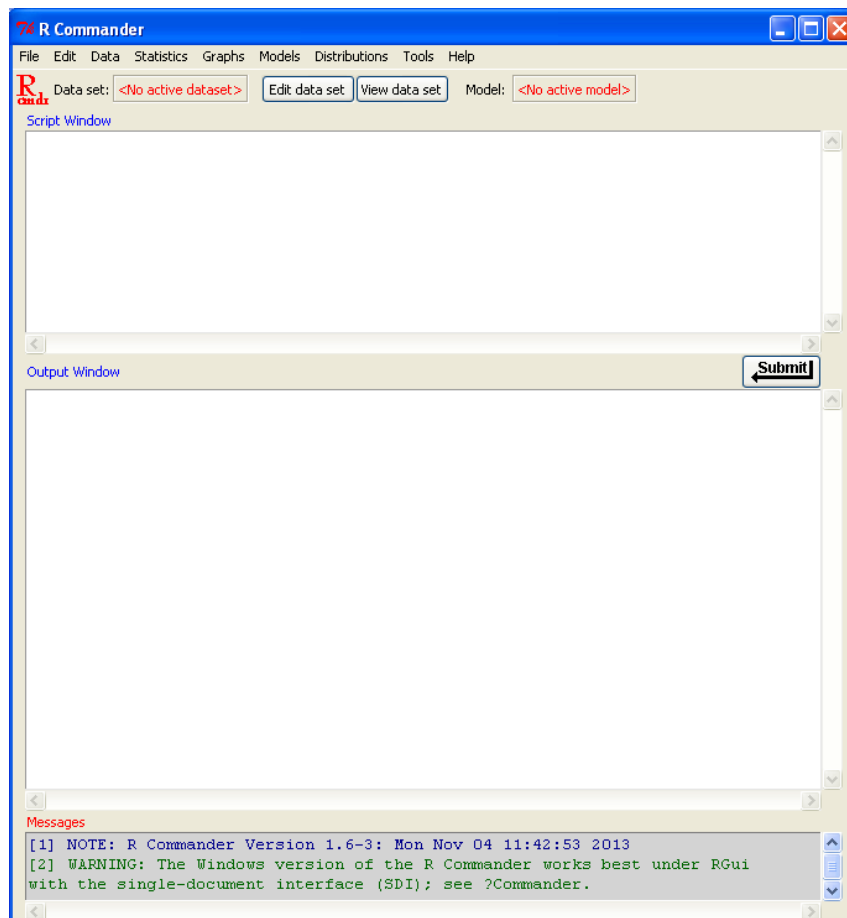 R Commander
File Edit Data Statistics Graphs Models Distributions Tools Help
R cmdr Data set: <No active dataset> Edit data set View data set Model: <No active model>
Script Window
Output Window Submit
Messages
[1] NOTE: R Commander Version 1.6-3: Mon Nov 04 11:42:53 2013
[2] WARNING: The Windows version of the R Commander works best under RGui
with the single-document interface (SDI); see ?Commander.